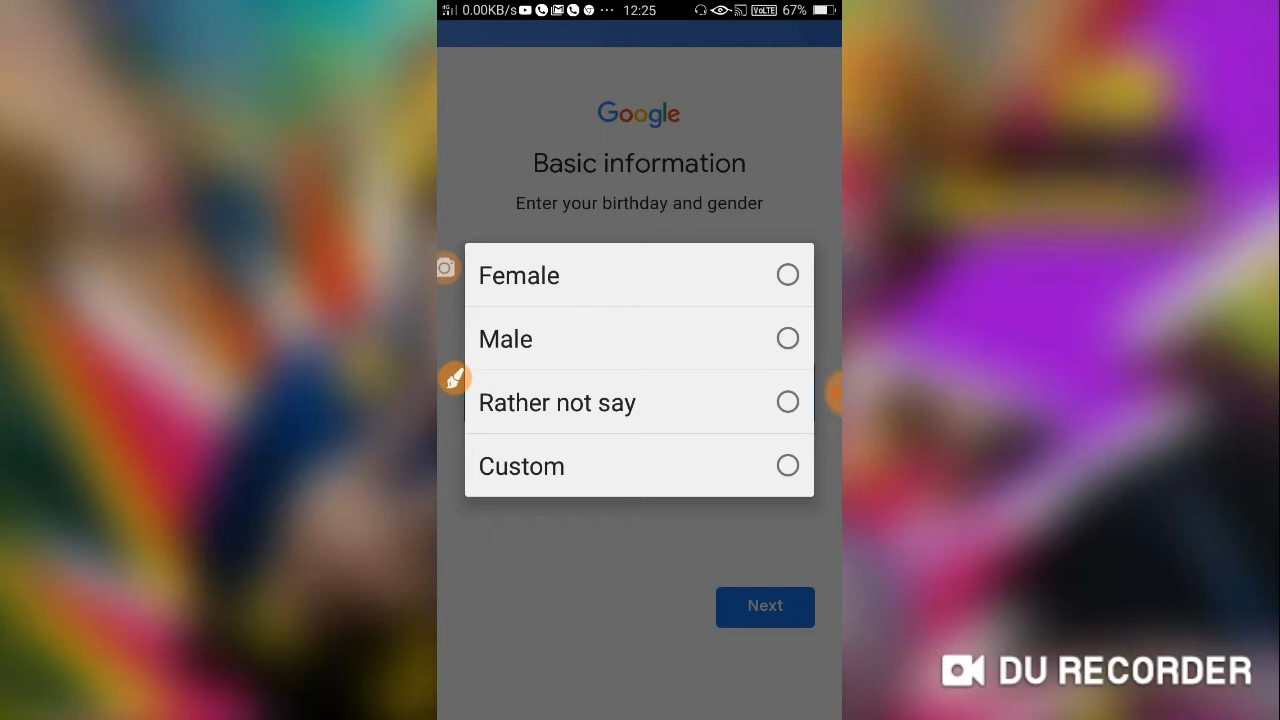 4G 0.00KB/s ... 12:25 VoLTE 67%
Google
Basic information
Enter your birthday and gender
Female
Male
Rather not say
Custom
Next
DU RECORDER